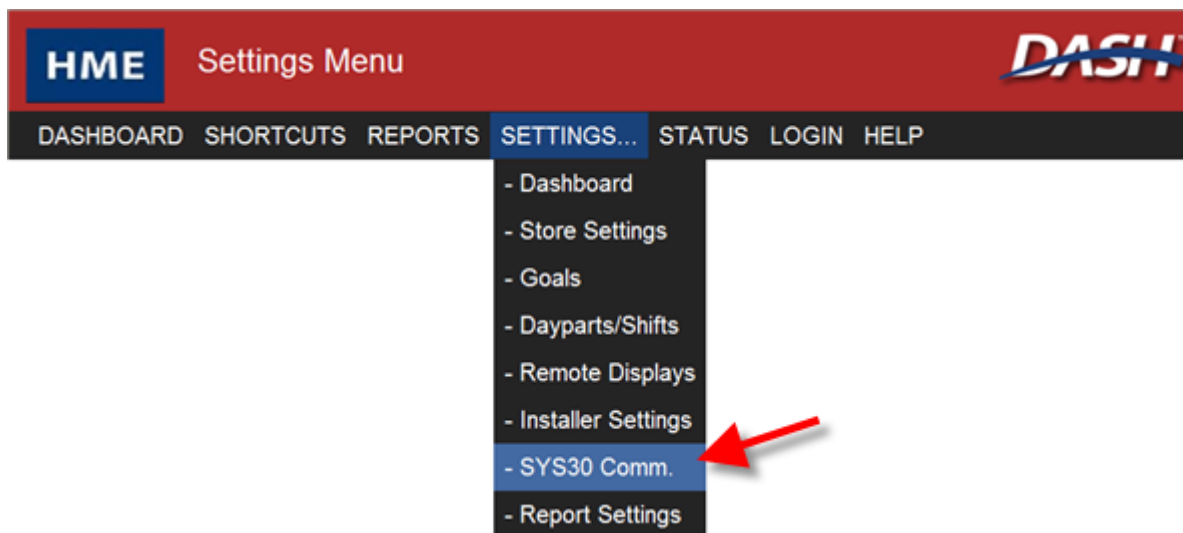 HME Settings Menu DASH
DASHBOARD SHORTCUTS REPORTS SETTINGS... STATUS LOGIN HELP
- Dashboard
- Store Settings
- Goals
- Dayparts/Shifts
- Remote Displays
- Installer Settings
- SYS30 Comm.
- Report Settings